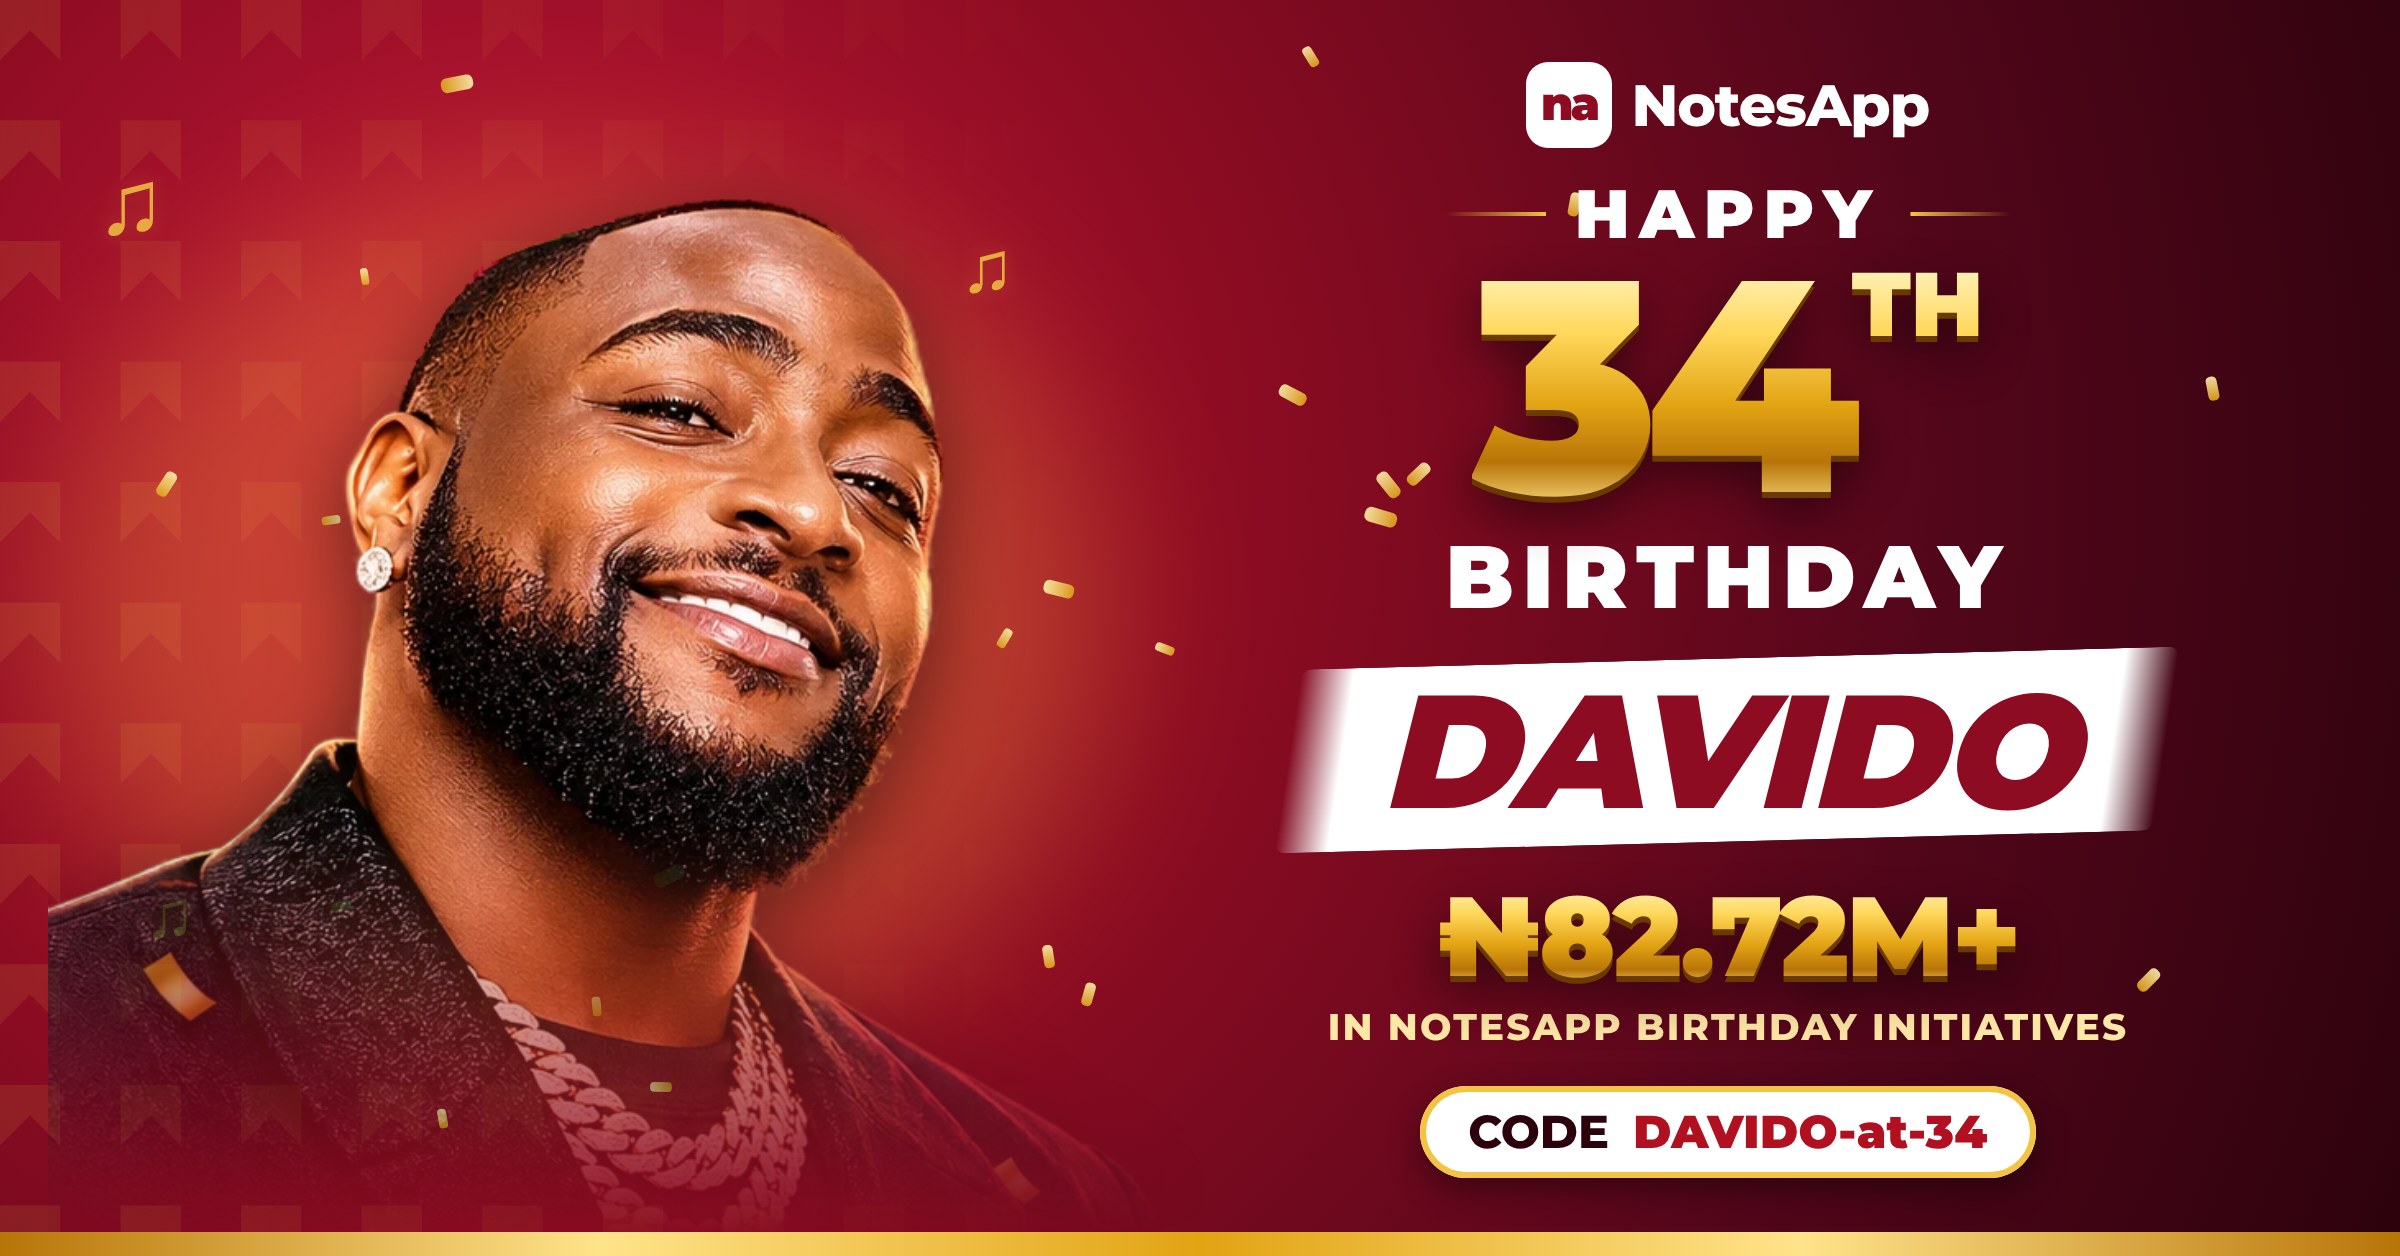 na NotesApp
HAPPY
34TH
BIRTHDAY
DAVIDO
₦82.72M+
IN NOTESAPP BIRTHDAY INITIATIVES
CODE DAVIDO-at-34